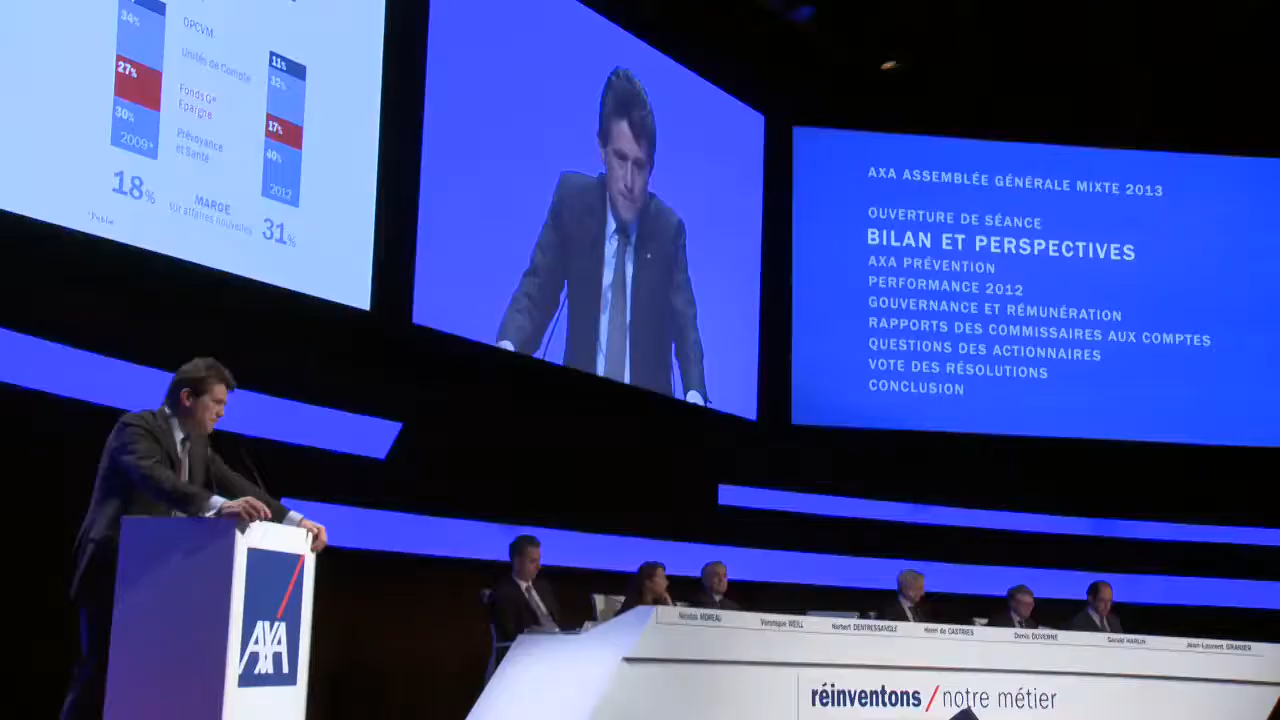 34%
27%
30%
2009*
18%
OPCVM
Unités de Compte
Fonds Gal
Epargne
Prévoyance
et Santé
MARGE
sur affaires nouvelles
*Publié
11%
32%
17%
40%
2012
31%
AXA ASSEMBLÉE GÉNÉRALE MIXTE 2013
OUVERTURE DE SÉANCE
BILAN ET PERSPECTIVES
AXA PRÉVENTION
PERFORMANCE 2012
GOUVERNANCE ET RÉMUNÉRATION
RAPPORTS DES COMMISSAIRES AUX COMPTES
QUESTIONS DES ACTIONNAIRES
VOTE DES RÉSOLUTIONS
CONCLUSION
AXA
Nicolas MOREAU
Véronique WEILL
Norbert DENTRESSANGLE
Henri de CASTRIES
Denis DUVERNE
Gérald HARLIN
Jean-Laurent GRANIER
réinventons / notre métier